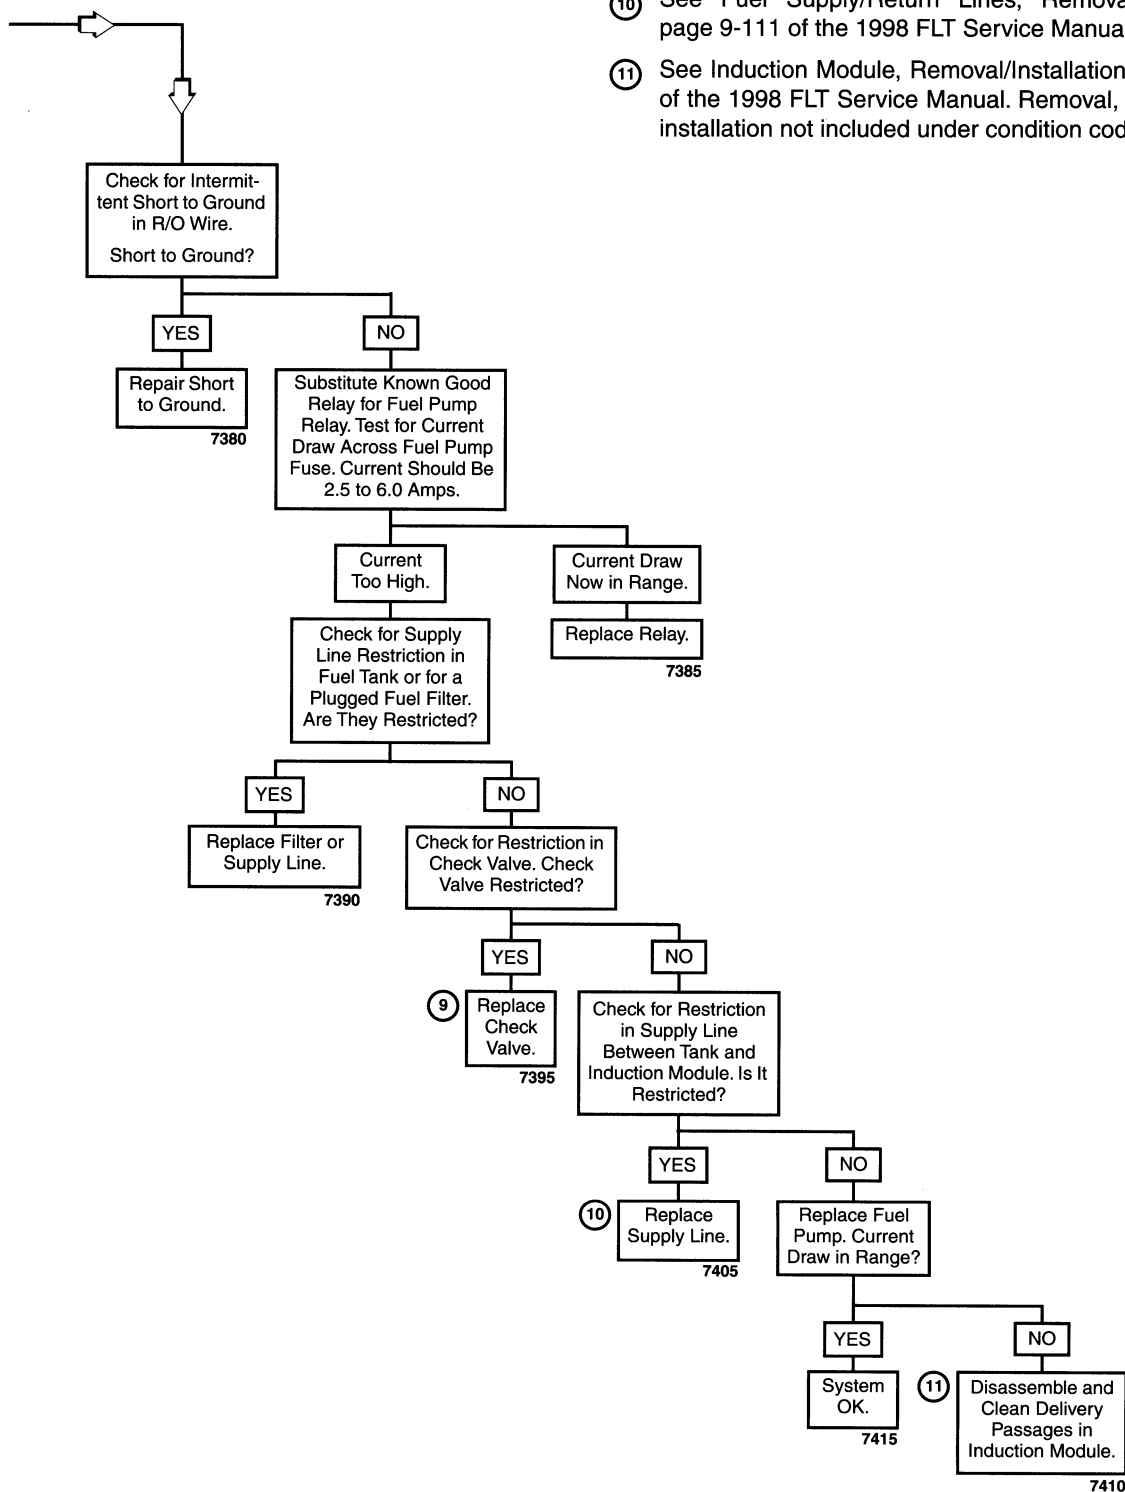 10 See Fuel Supply/Return Lines,
page 9-111 of the 1998 FLT Service
11 See Induction Module, Removal/Installation
of the 1998 FLT Service Manual. Removal,
installation not included under condition
Check for Intermit-
tent Short to Ground
in R/O Wire.
Short to Ground?
YES
NO
Repair Short
to Ground.
7380
Substitute Known Good
Relay for Fuel Pump
Relay. Test for Current
Draw Across Fuel Pump
Fuse. Current Should Be
2.5 to 6.0 Amps.
Current
Too High.
Current Draw
Now in Range.
Replace Relay.
7385
Check for Supply
Line Restriction in
Fuel Tank or for a
Plugged Fuel Filter.
Are They Restricted?
YES
NO
Replace Filter or
Supply Line.
7390
Check for Restriction in
Check Valve. Check
Valve Restricted?
YES
NO
9
Replace
Check
Valve.
7395
Check for Restriction
in Supply Line
Between Tank and
Induction Module. Is It
Restricted?
YES
NO
10
Replace
Supply Line.
7405
Replace Fuel
Pump. Current
Draw in Range?
YES
NO
System
OK.
7415
11
Disassemble and
Clean Delivery
Passages in
Induction Module.
7410